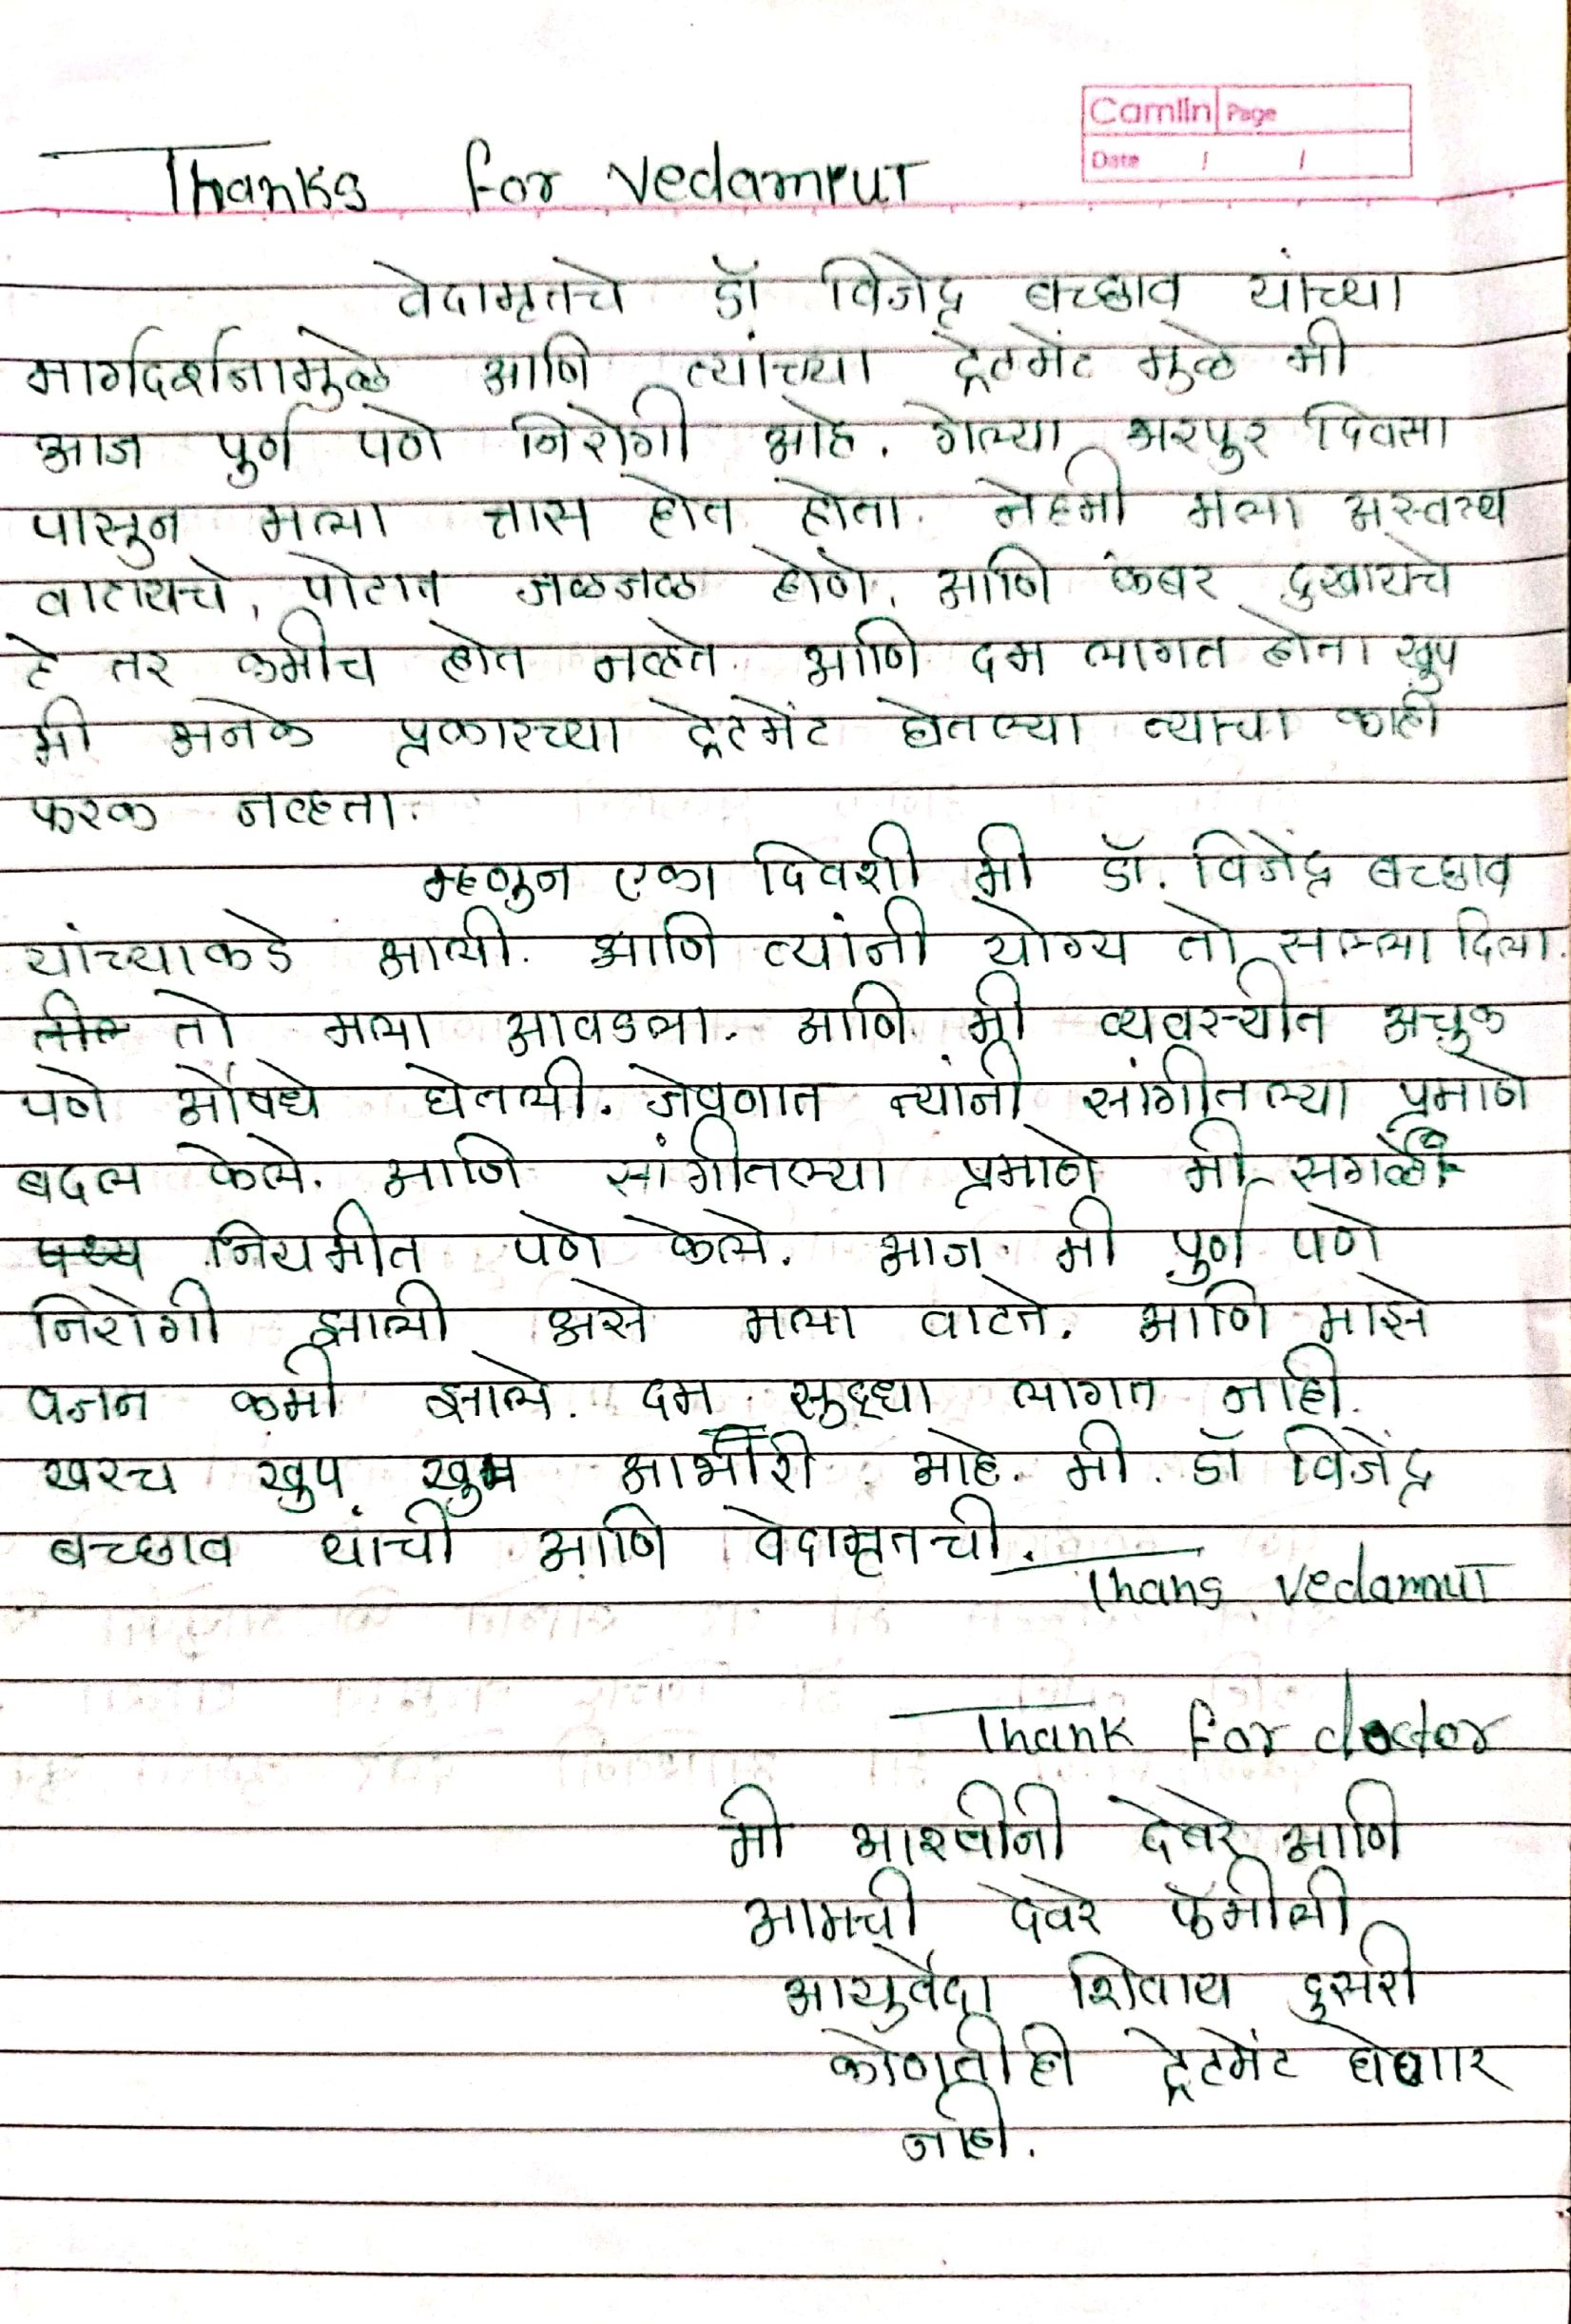 Camlin Page
Date / /
Thanks for Vedamrut
वेदामृतचे डॉ विजेंद्र बच्छाव यांच्या
मार्गदर्शनामुळे आणि त्यांच्या ट्रेटमेंट मुळे मी
आज पुर्ण पणे निरोगी आहे. गेल्या भरपुर दिवसा
पासुन मला त्रास होत होता. नेहमी मला अस्वस्थ
वाटायचे, पोटात जळजळ होणे, आणि कंबर दुखायचे
ते तर कमीच होत नव्हते. आणि दम लागत होता खुप
मी अनेक प्रकारच्या ट्रेटमेंट घेतल्या त्याचा काही
फरक नव्हता.
म्हणुन एका दिवशी मी डॉ. विजेंद्र बच्छाव
यांच्याकडे आली. आणि त्यांनी योग्य तो सल्ला दिला.
तो मला आवडला. आणि मी व्यवस्थीत अचुक
पणे औषधे घेतली. जेवणात त्यांनी सांगीतल्या प्रमाणे
बदल केले. आणि सांगीतल्या प्रमाणे मी सगळे
पथ्य नियमीत पणे केले. आज मी पुर्ण पणे
निरोगी झाली असे मला वाटते. आणि माझे
वजन कमी झाले. दम सुद्धा लागत नाही.
खरच खुप खुप आभारी आहे. मी. डॉ विजेंद्र
बच्छाव यांची आणि वेदामृतची.
Thans Vedamrut
Thank for doctor
मी आश्वीनी देवरे आणि
आमची देवरे फॅमीली
आयुर्वेदा शिवाय दुसरी
कोणतीही ट्रेटमेंट घेणार
नाही.